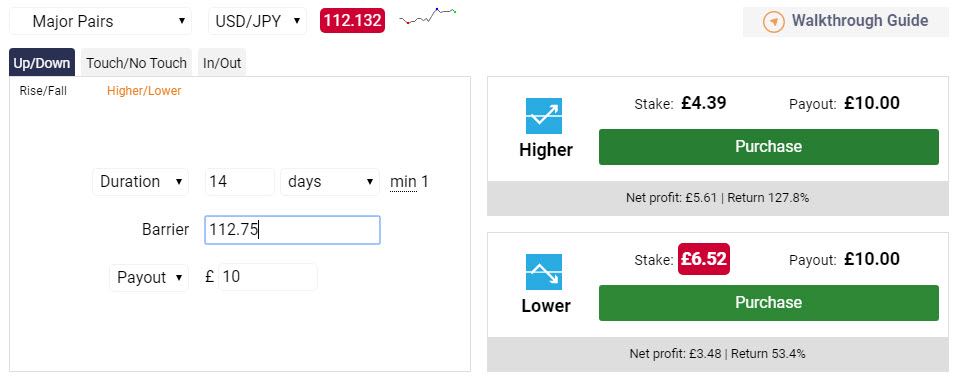 Major Pairs USD/JPY 112.132 Walkthrough Guide
Up/Down Touch/No Touch In/Out
Rise/Fall Higher/Lower
Duration 14 days min 1
Barrier 112.75
Payout £ 10
Stake: £4.39 Payout: £10.00
Higher Purchase
Net profit: £5.61 | Return 127.8%
Stake: £6.52 Payout: £10.00
Lower Purchase
Net profit: £3.48 | Return 53.4%